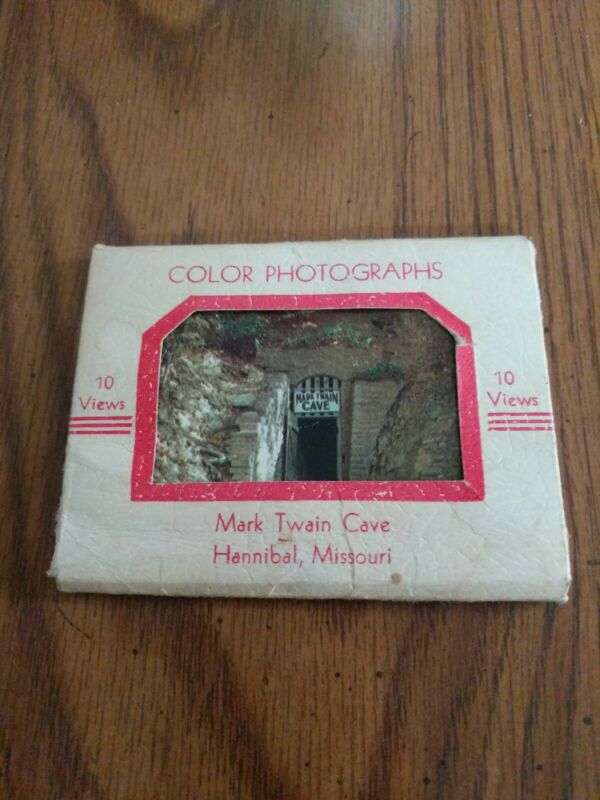 COLOR PHOTOGRAPHS
10
Views
MARK TWAIN
CAVE
10
Views
Mark Twain Cave
Hannibal, Missouri